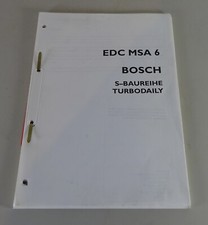 EDC MSA 6
BOSCH
S-BAUREIHE
TURBODAILY